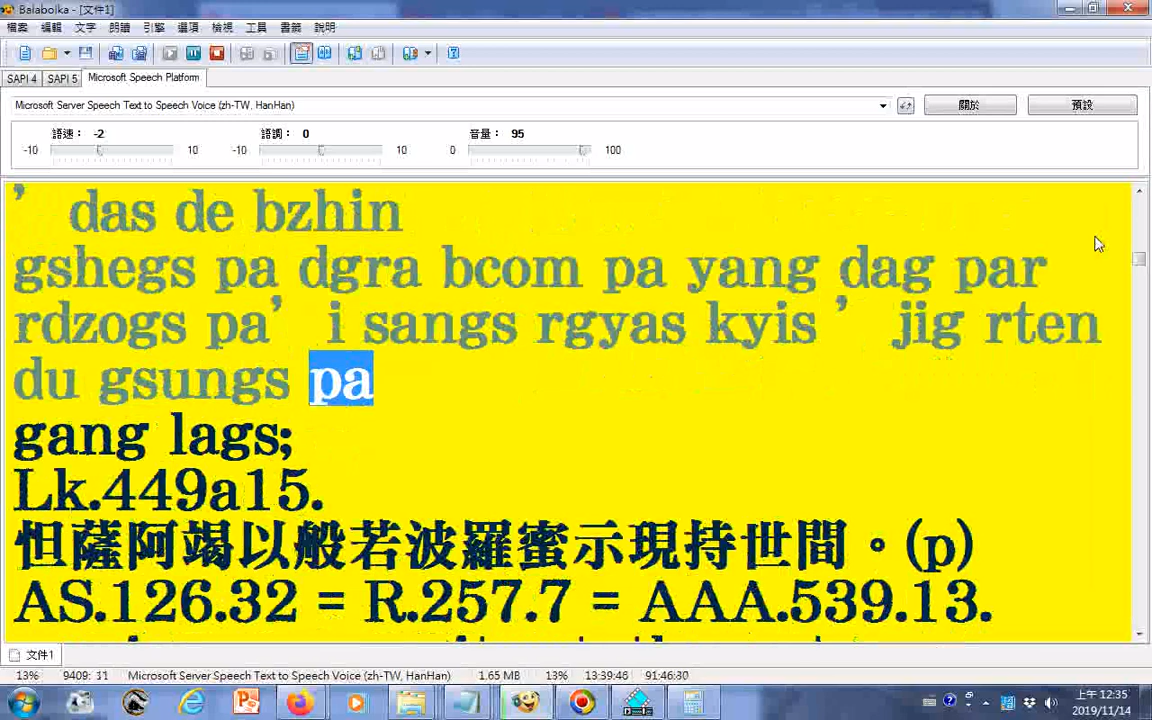 Balabolka - [文件1]
檔案 編輯 文字 朗讀 引擎 選項 檢視 工具 書籤 說明
SAPI 4 SAPI 5 Microsoft Speech Platform
Microsoft Server Speech Text to Speech Voice (zh-TW, HanHan) 關於 預設
語速： -2 語調： 0 音量： 95
-10 10 -10 10 0 100
’ das de bzhin
gshegs pa dgra bcom pa yang dag par
rdzogs pa’ i sangs rgyas kyis ’ jig rten
du gsungs pa
gang lags;
Lk.449a15.
怛薩阿竭以般若波羅蜜示現持世間。(p)
AS.126.32 = R.257.7 = AAA.539.13.
文件1
13% 9409: 31 Microsoft Server Speech Text to Speech Voice (zh-TW, HanHan) 1.65 MB 13% 13:39:46 91:46:30
上午 12:35
2019/11/14